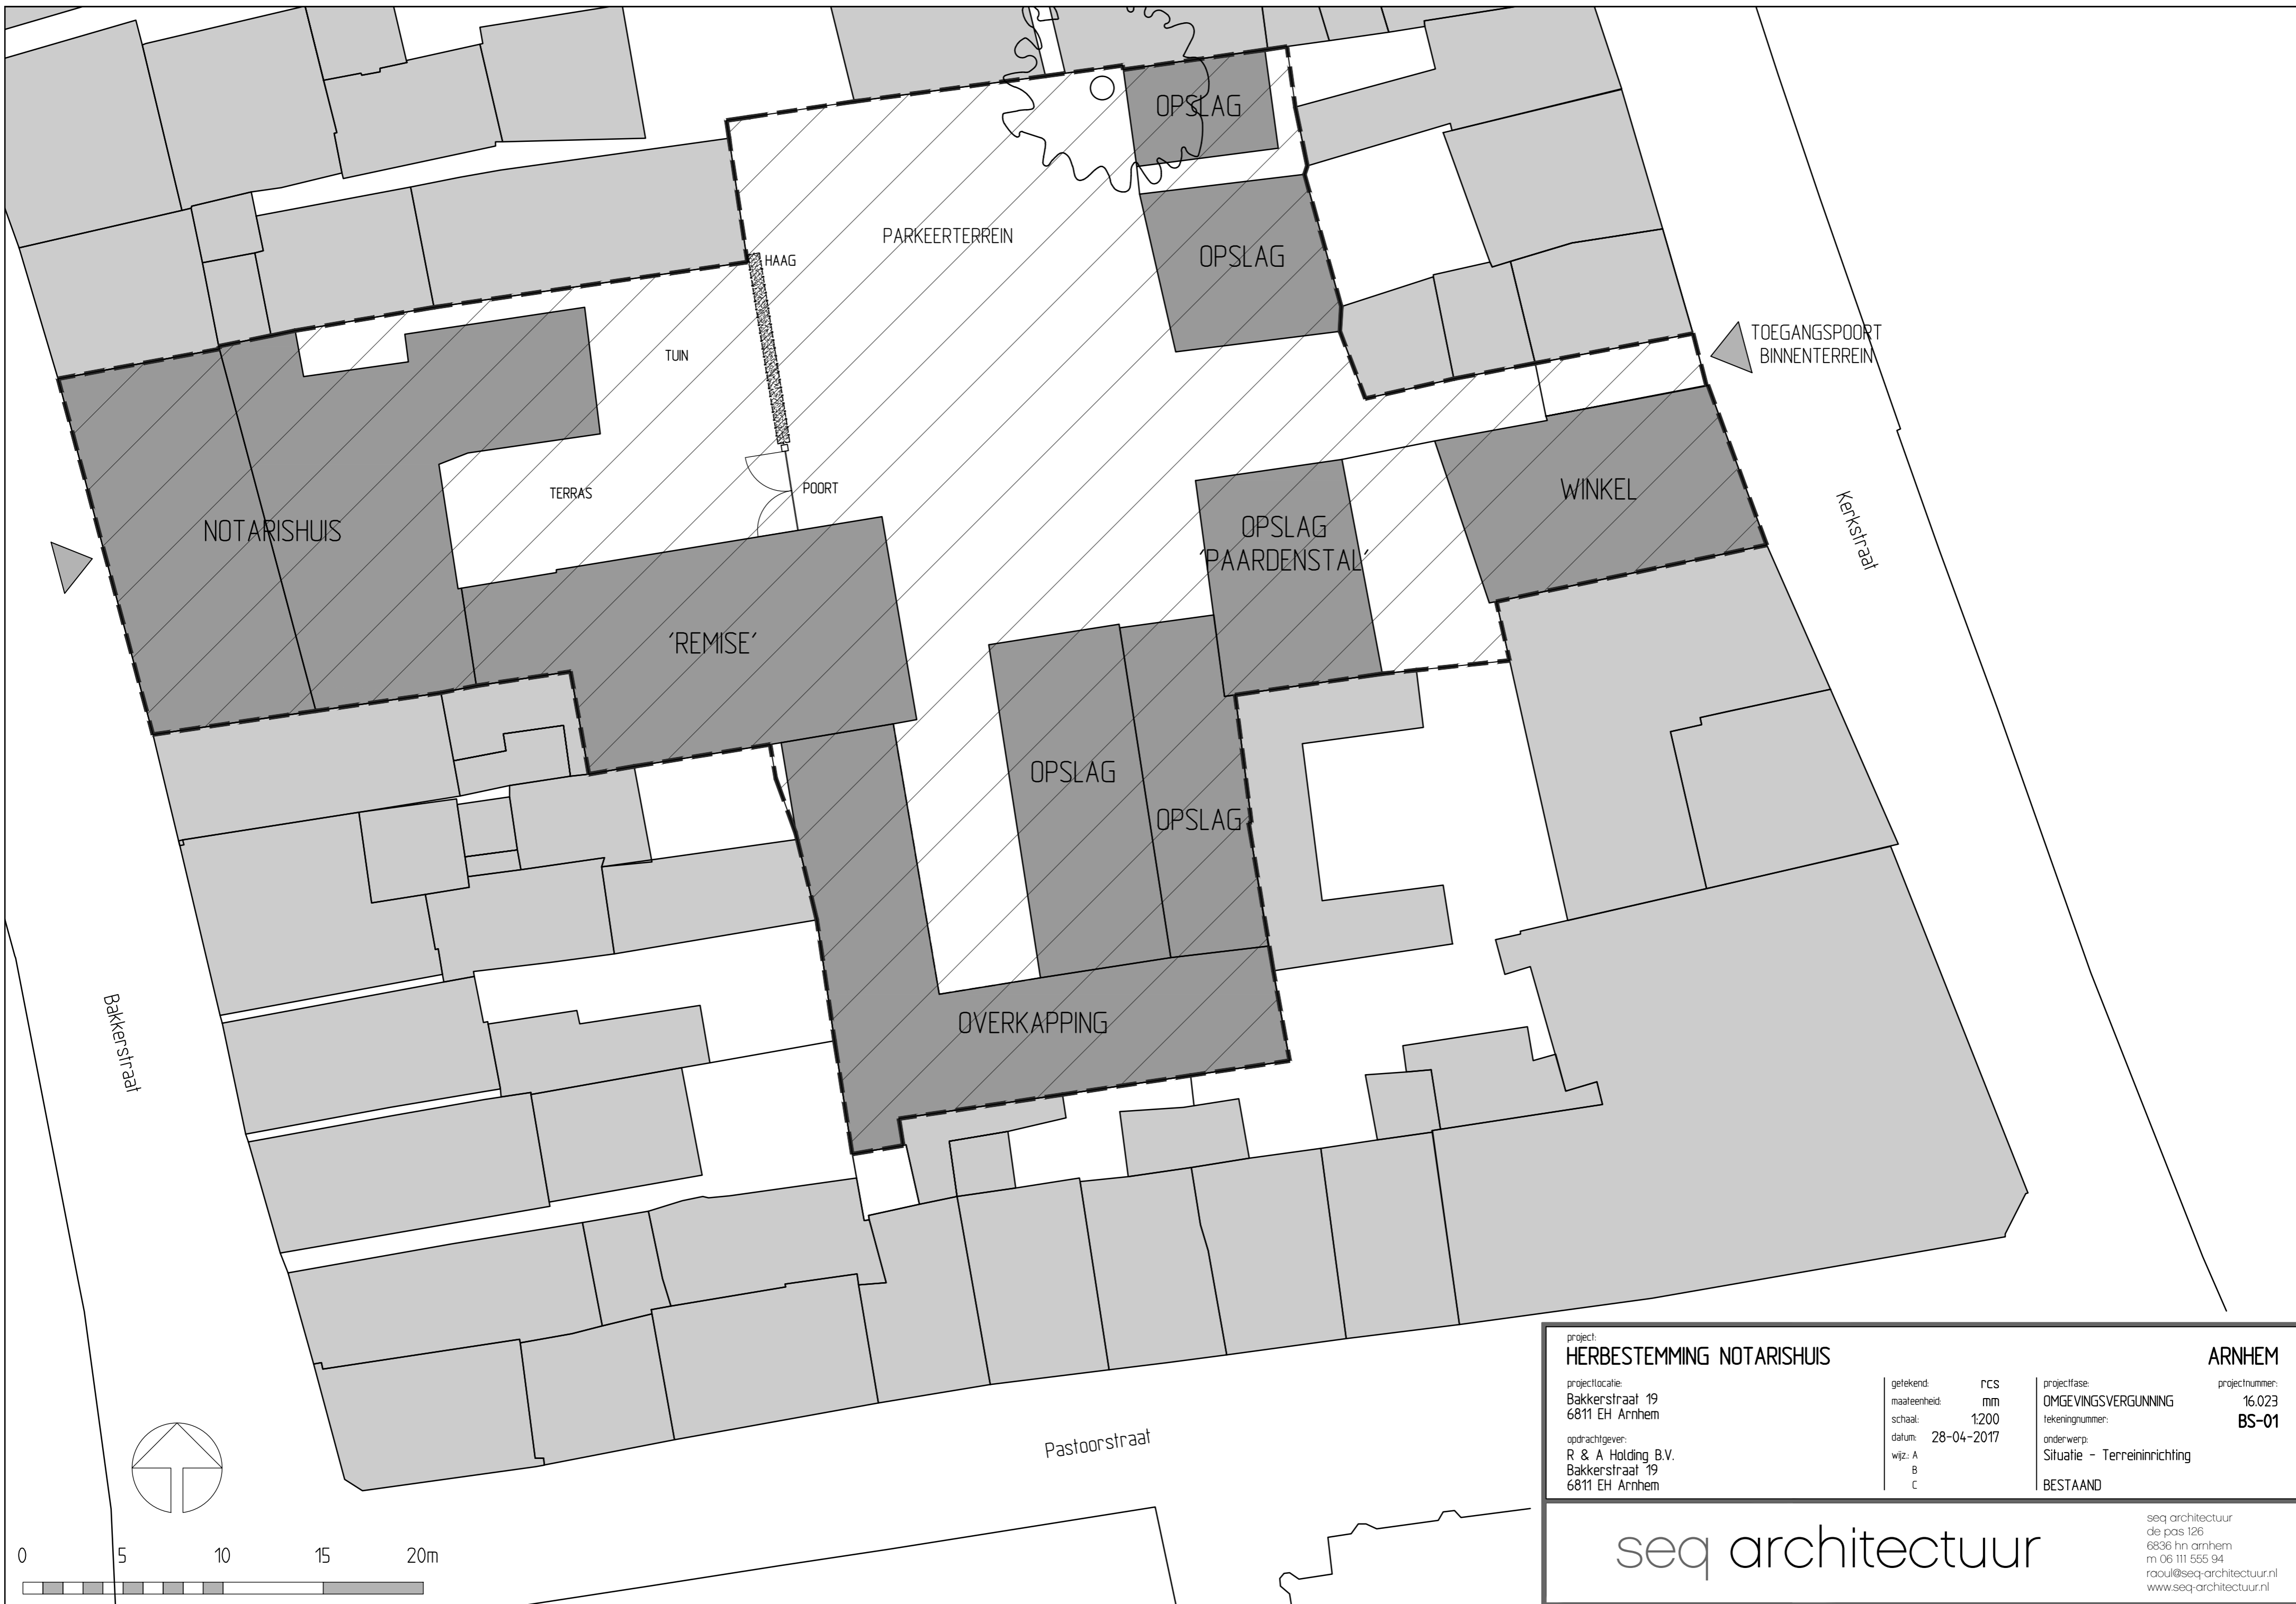 OPSLAG
PARKEERTERREIN
OPSLAG
HAAG
TUIN
TOEGANGSPOORT
BINNENTERREIN
TERRAS
POORT
WINKEL
NOTARISHUIS
OPSLAG
'PAARDENSTAL'
Kerkstraat
'REMISE'
OPSLAG
OPSLAG
OVERKAPPING
Bakkerstraat
Pastoorstraat
0 5 10 15 20m
project:
HERBESTEMMING NOTARISHUIS ARNHEM
projectlocatie:
Bakkerstraat 19
6811 EH Arnhem
opdrachtgever:
R & A Holding B.V.
Bakkerstraat 19
6811 EH Arnhem
getekend: rcs
maateenheid: mm
schaal: 1:200
datum: 28-04-2017
wijz.: A
B
C
projectfase: projectnummer:
OMGEVINGSVERGUNNING 16.023
tekeningnummer: BS-01
onderwerp:
Situatie - Terreininrichting
BESTAAND
seq architectuur
seq architectuur
de pas 126
6836 hn arnhem
m 06 111 555 94
raoul@seq-architectuur.nl
www.seq-architectuur.nl